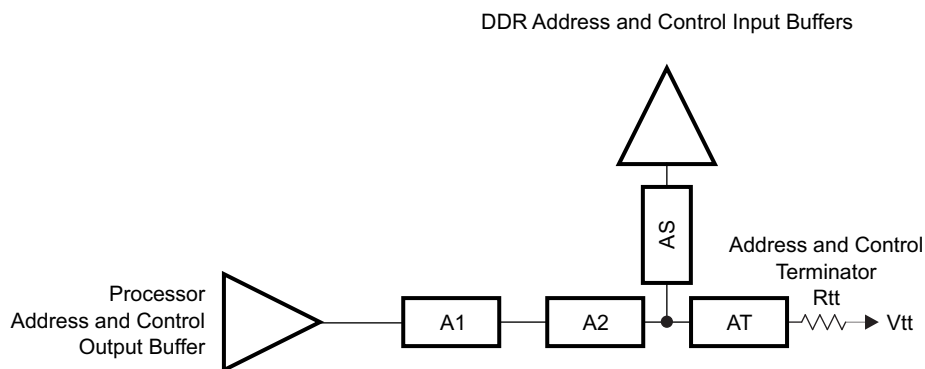 DDR Address and Control Input Buffers
AS
Address and Control
Terminator
Rtt
Processor
Address and Control
Output Buffer
A1
A2
AT
Vtt